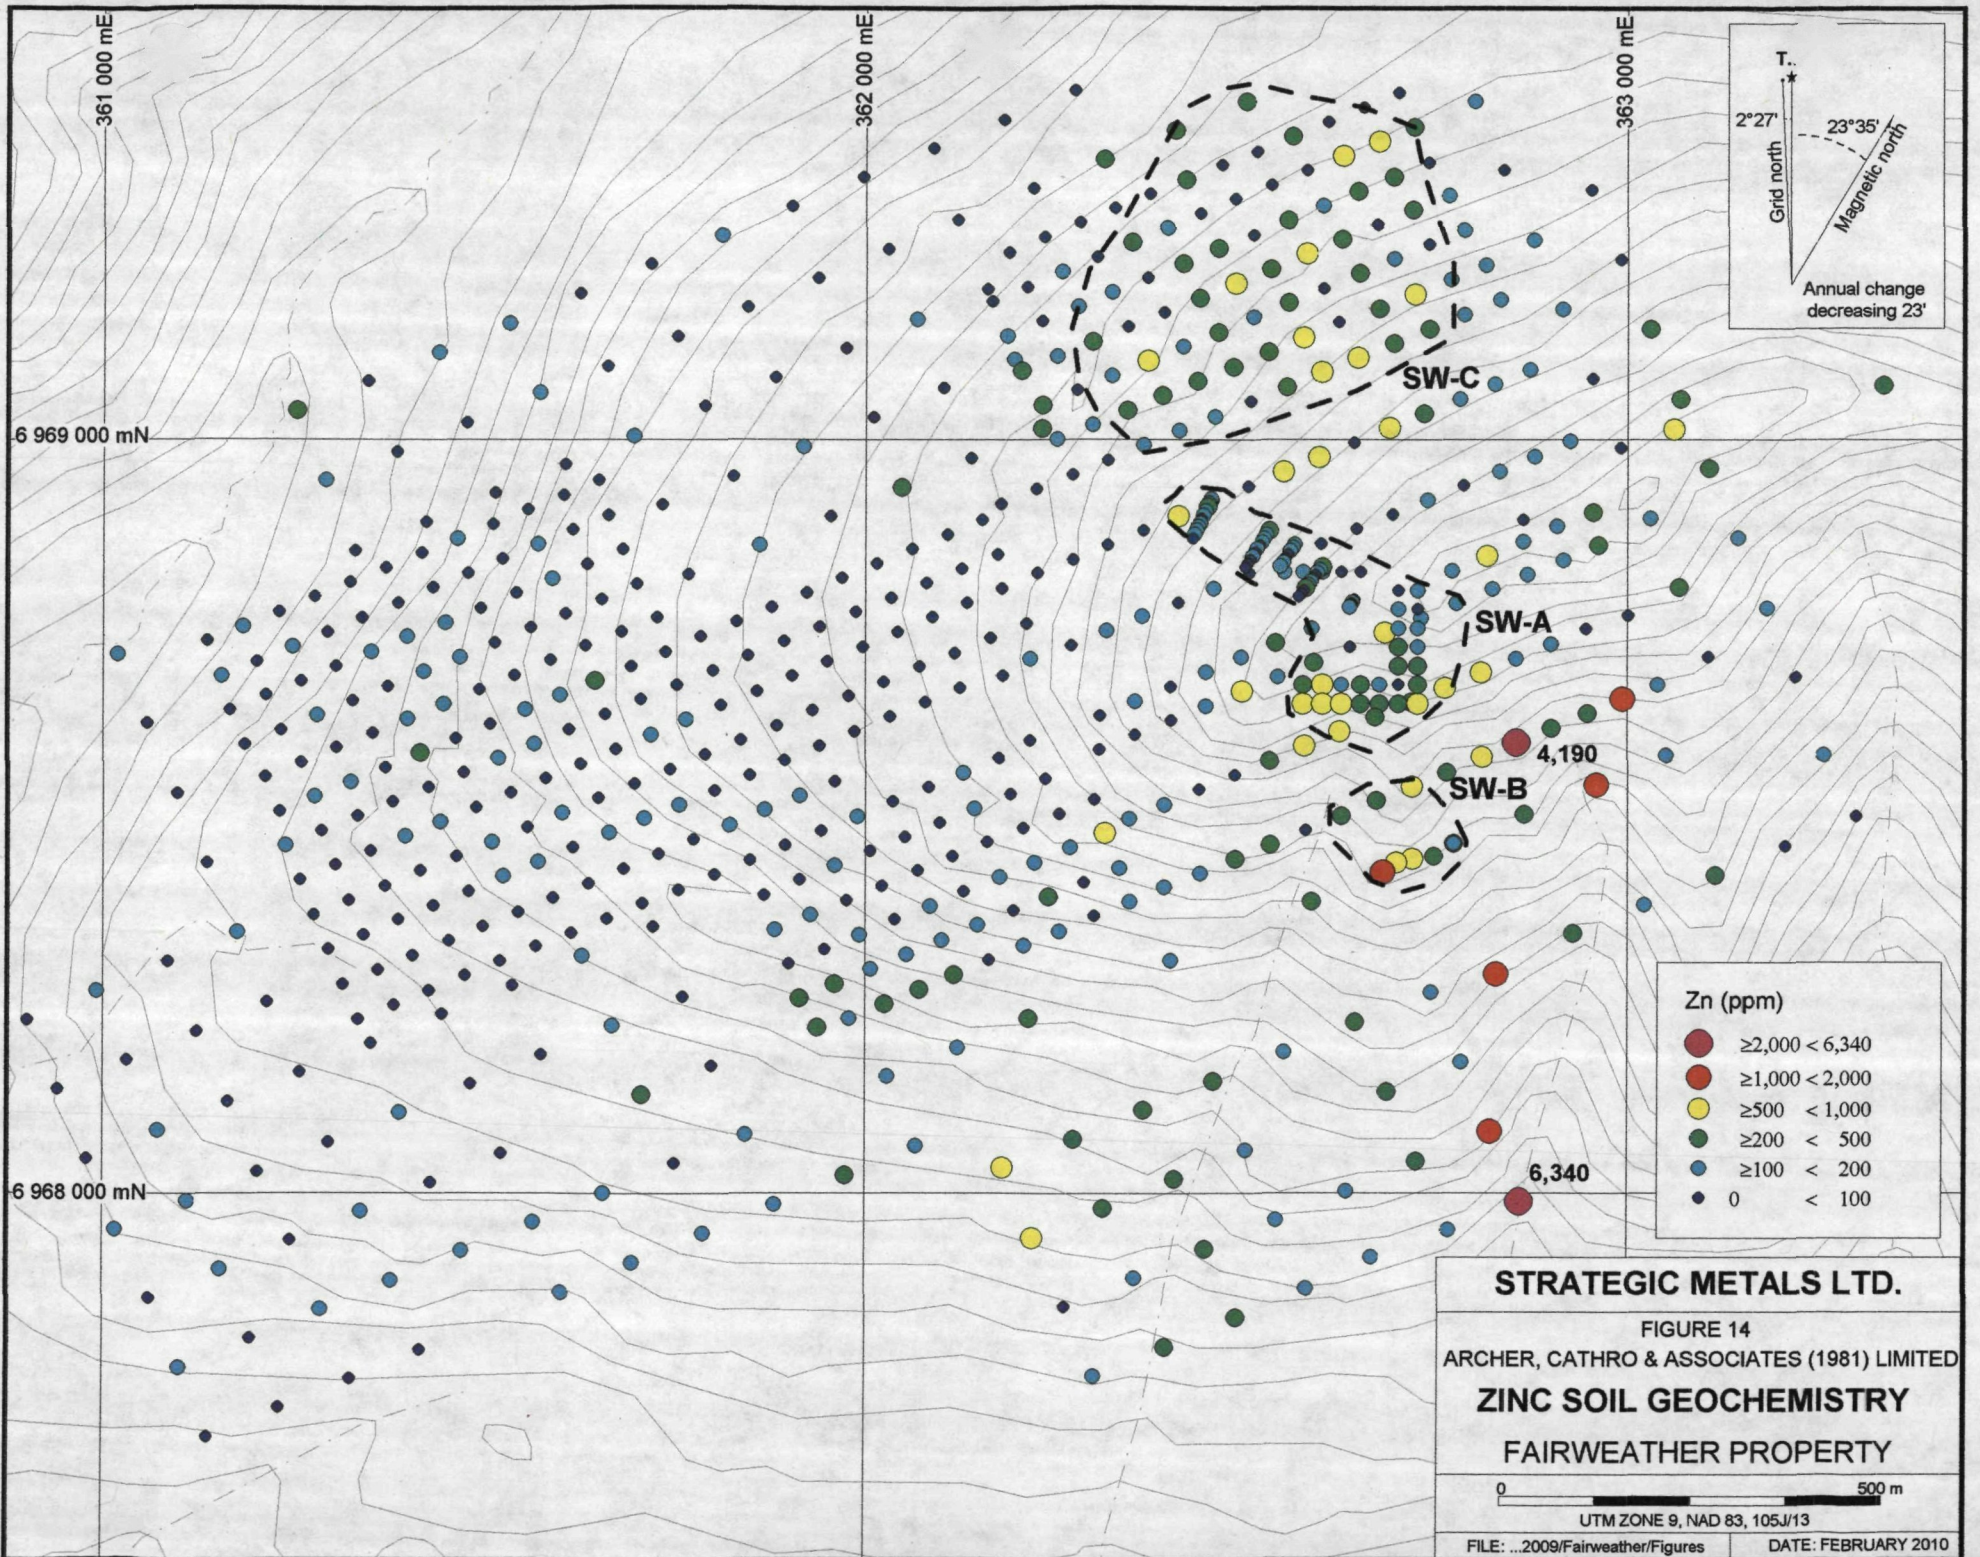 361 000 mE
362 000 mE
363 000 mE
2°27'
23°35'
Grid north
Magnetic north
Annual change
decreasing 23'
SW-C
6 969 000 mN
SW-A
4,190
SW-B
Zn (ppm)
≥2,000 < 6,340
≥1,000 < 2,000
≥500 < 1,000
≥200 < 500
≥100 < 200
0 < 100
6,340
6 968 000 mN
STRATEGIC METALS LTD.
FIGURE 14
ARCHER, CATHRO & ASSOCIATES (1981) LIMITED
ZINC SOIL GEOCHEMISTRY
FAIRWEATHER PROPERTY
0 500 m
UTM ZONE 9, NAD 83, 105J/13
FILE: ...2009/Fairweather/Figures DATE: FEBRUARY 2010